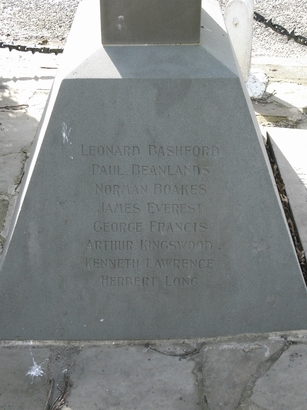 LEONARD BASHFORD
PAUL BEANLANDS
NORMAN BOAKES
JAMES EVEREST
GEORGE FRANCIS
ARTHUR KINGSWOOD
KENNETH LAWRENCE
HERBERT LONG